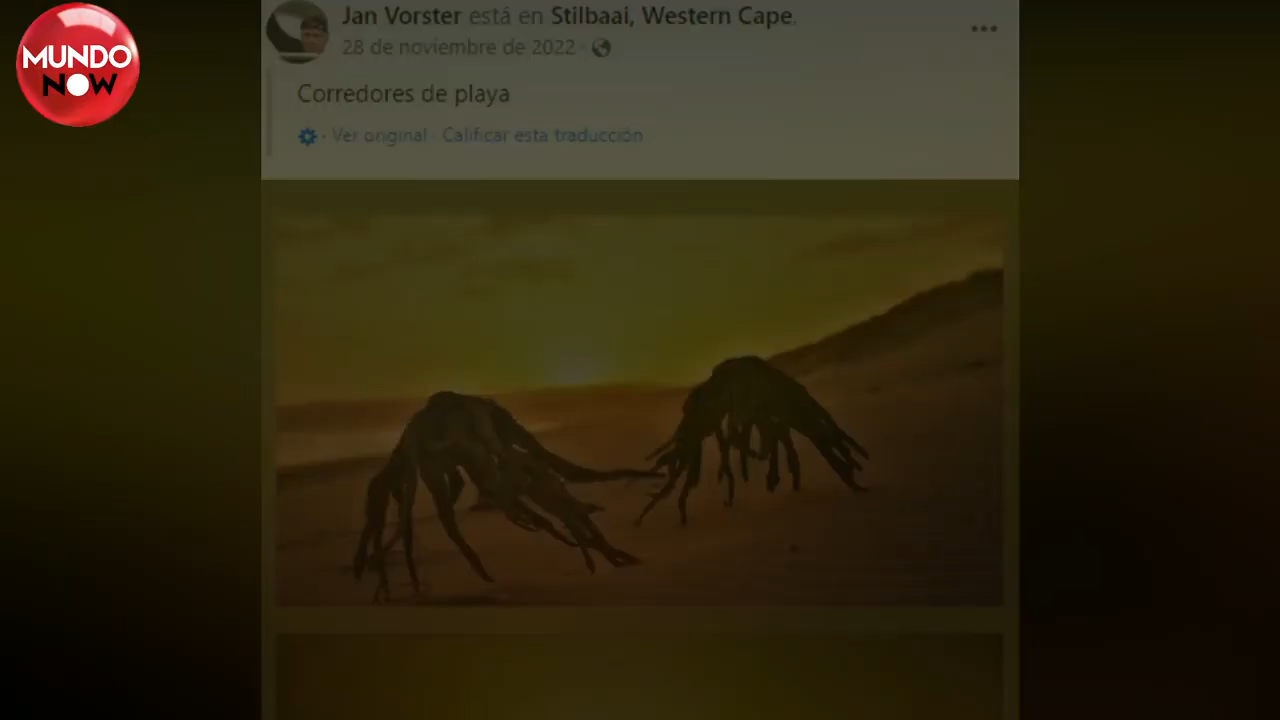 MUNDO
NOW
Jan Vorster está en Stilbaai, Western Cape.
28 de noviembre de 2022 ·
Corredores de playa
· Ver original · Calificar esta traducción